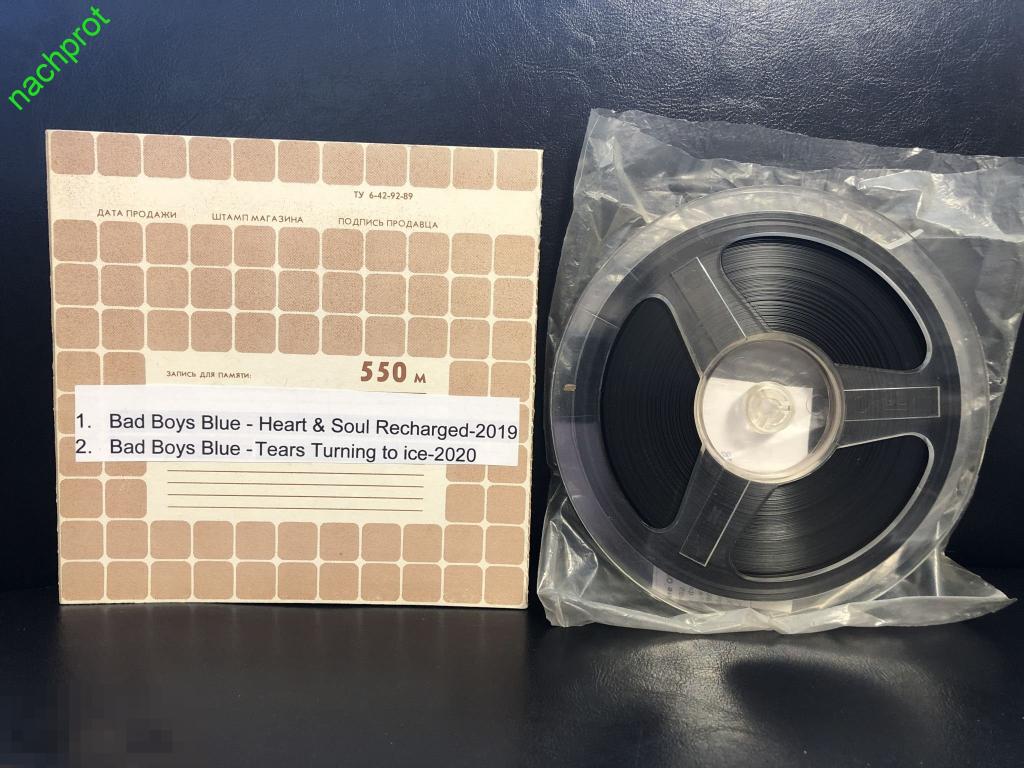 nachprot
ТУ 6-42-92-89
ДАТА ПРОДАЖИ ШТАМП МАГАЗИНА ПОДПИСЬ ПРОДАВЦА
ЗАПИСЬ ДЛЯ ПАМЯТИ: 550 М
1. Bad Boys Blue - Heart & Soul Recharged-2019
2. Bad Boys Blue - Tears Turning to ice-2020